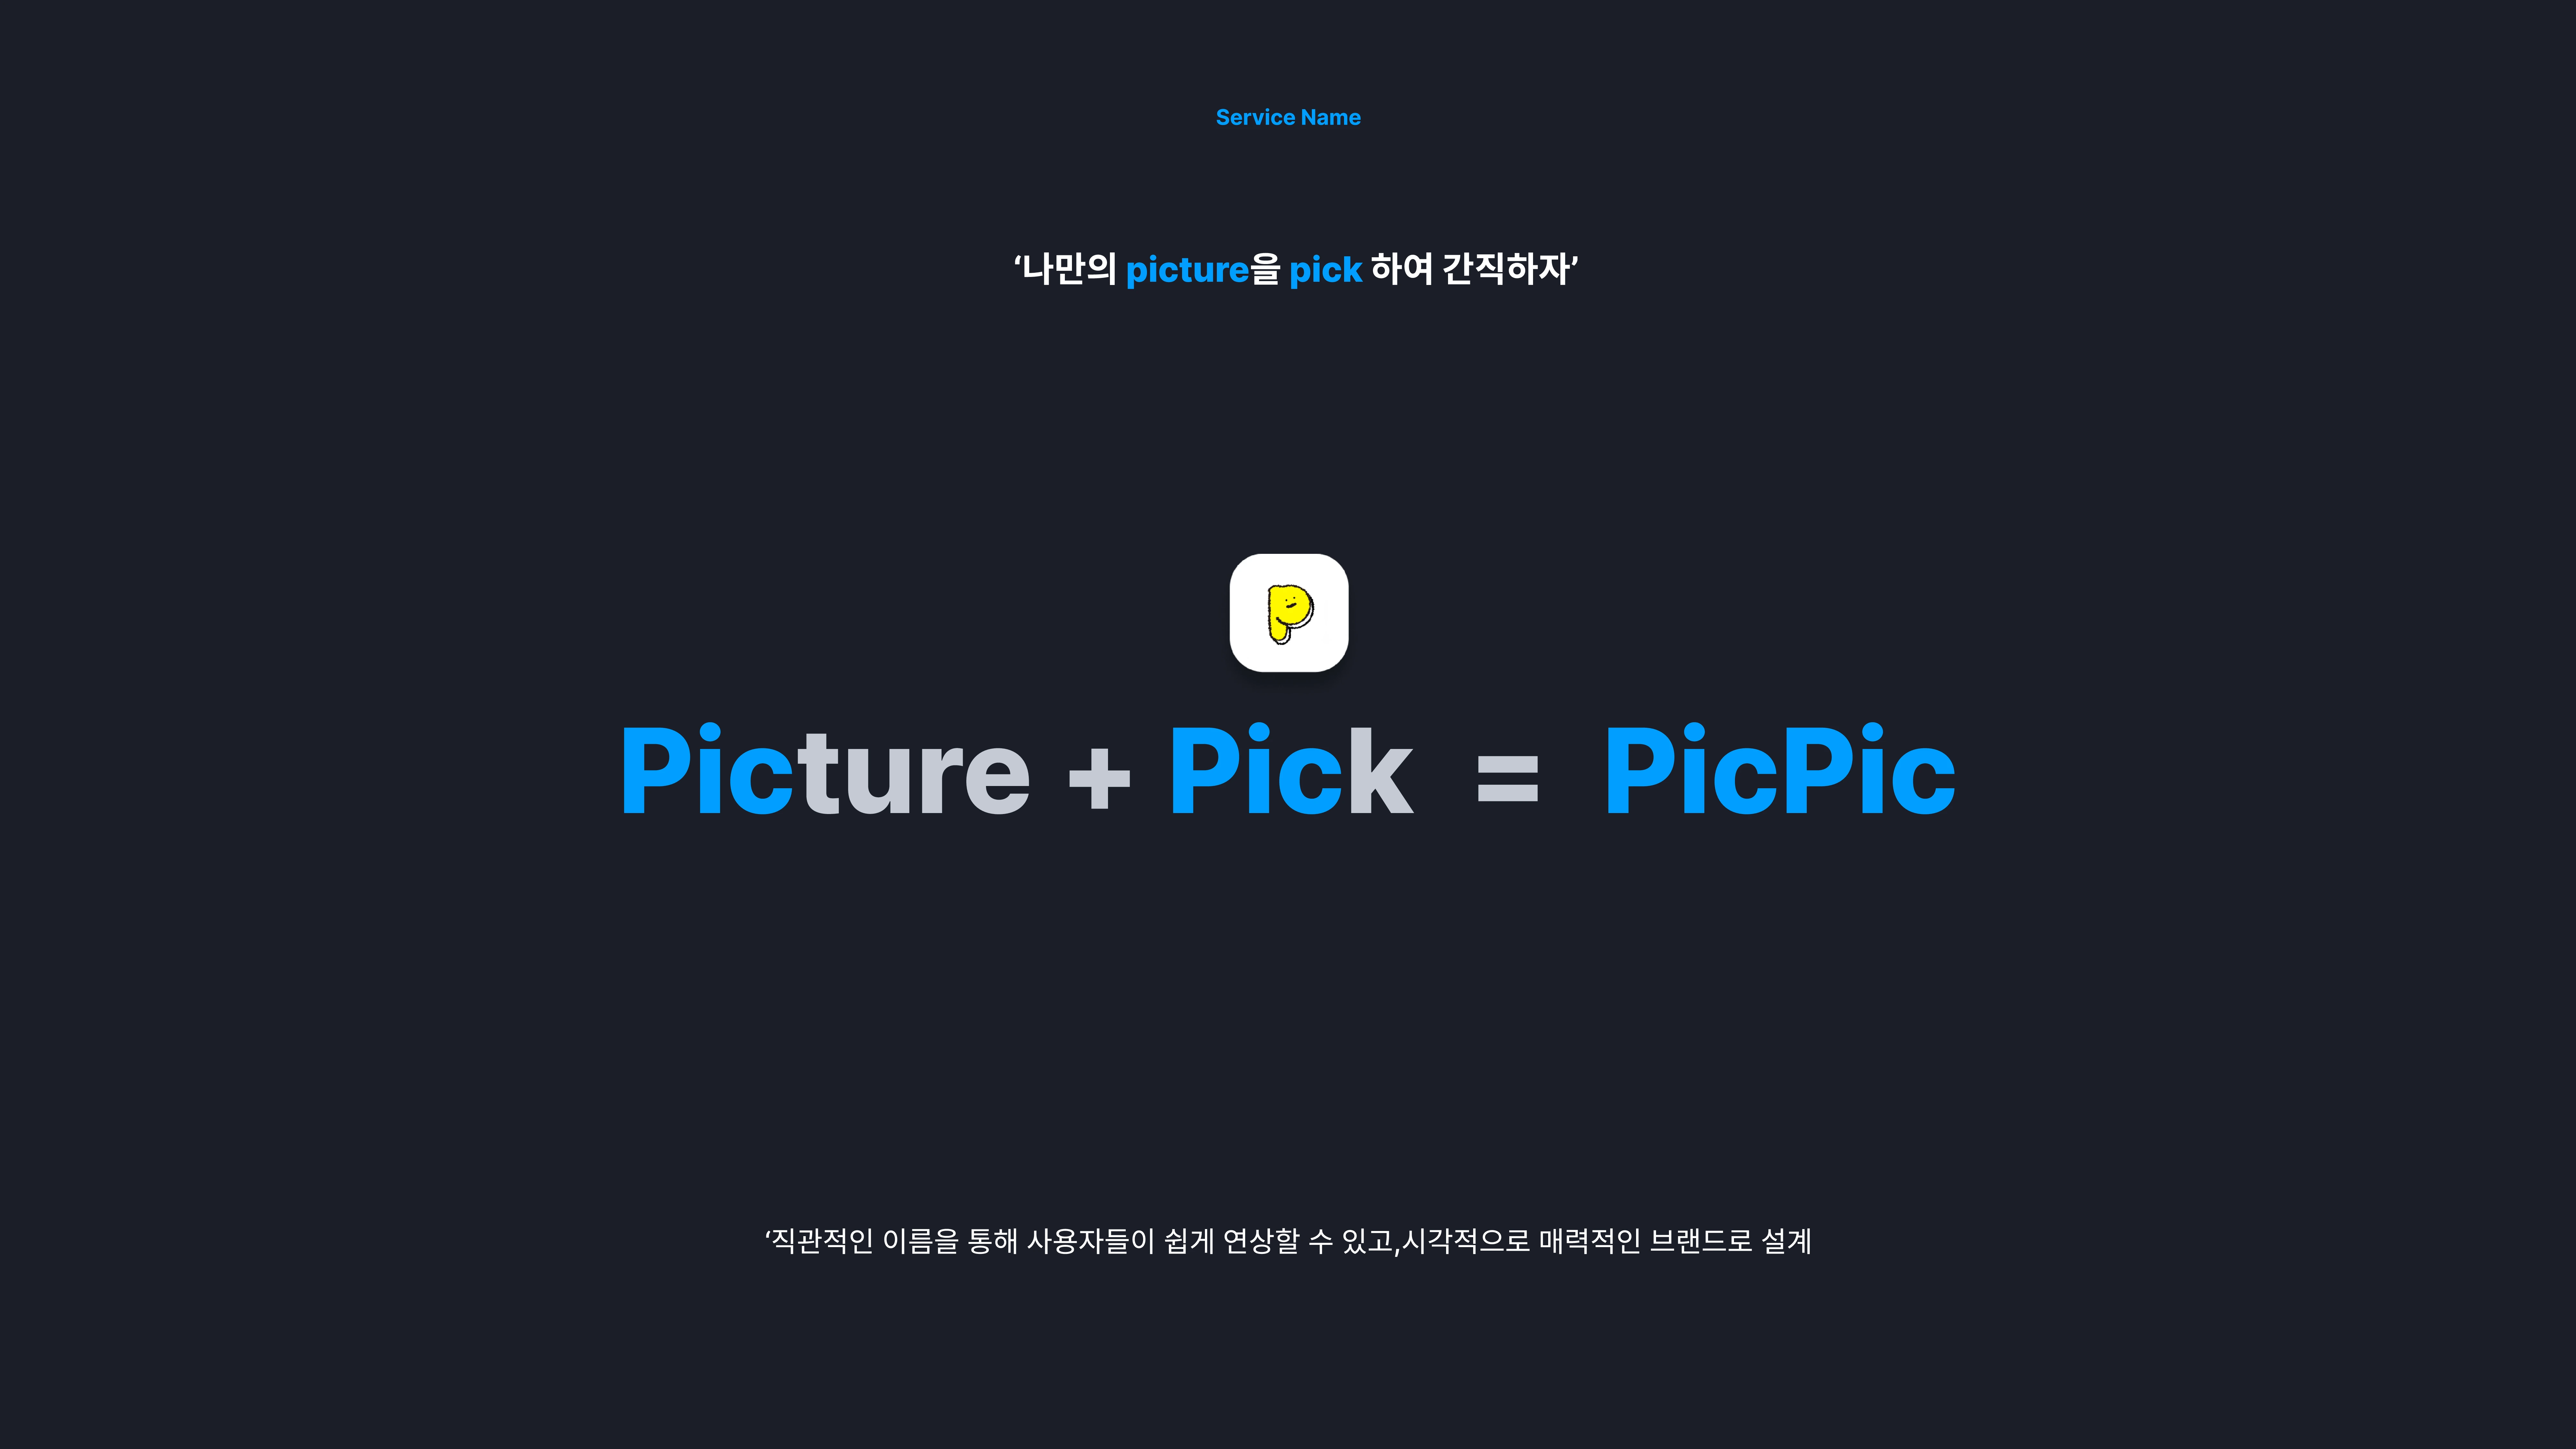 Service Name
‘나만의 picture을 pick 하여 간직하자’
P
Picture + Pick = PicPic
‘직관적인 이름을 통해 사용자들이 쉽게 연상할 수 있고,시각적으로 매력적인 브랜드로 설계